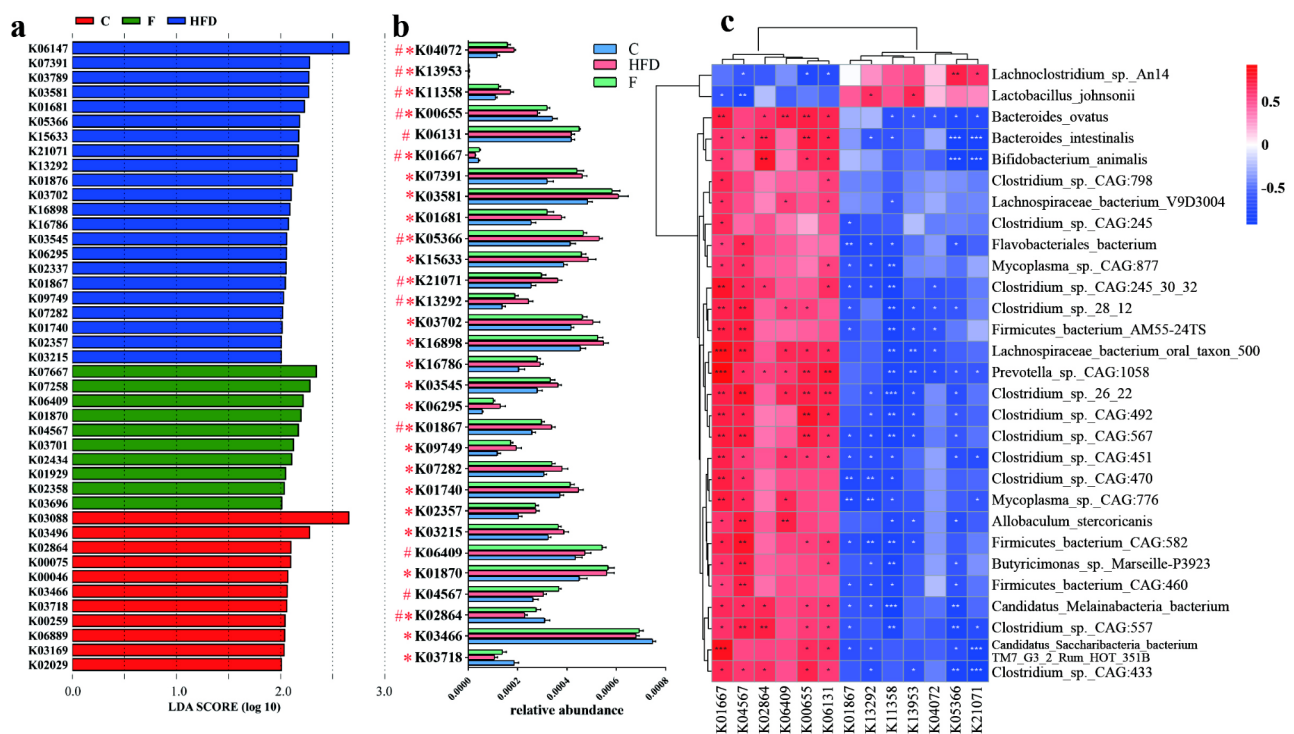 a
C F HFD
K06147
K07391
K03789
K03581
K01681
K05366
K15633
K21071
K13292
K01876
K03702
K16898
K16786
K03545
K06295
K02337
K01867
K09749
K07282
K01740
K02357
K03215
K07667
K07258
K06409
K01870
K04567
K03701
K02434
K01929
K02358
K03696
K03088
K03496
K02864
K00075
K00046
K03466
K03718
K00259
K06889
K03169
K02029
0.0 1.0 2.0 3.0
LDA SCORE (log 10)
b
C
HFD
F
#*K04072
#*K13953
#*K11358
#*K00655
# K06131
#*K01667
*K07391
*K03581
*K01681
#*K05366
*K15633
#*K21071
#*K13292
*K03702
*K16898
*K16786
*K03545
*K06295
#*K01867
*K09749
*K07282
*K01740
*K02357
*K03215
# K06409
*K01870
# K04567
#*K02864
*K03466
*K03718
0.0000 0.0002 0.0004 0.0006 0.0008
relative abundance
c
Lachnoclostridium_sp._An14
Lactobacillus_johnsonii
Bacteroides_ovatus
Bacteroides_intestinalis
Bifidobacterium_animalis
Clostridium_sp._CAG:798
Lachnospiraceae_bacterium_V9D3004
Clostridium_sp._CAG:245
Flavobacteriales_bacterium
Mycoplasma_sp._CAG:877
Clostridium_sp._CAG:245_30_32
Clostridium_sp._28_12
Firmicutes_bacterium_AM55-24TS
Lachnospiraceae_bacterium_oral_taxon_500
Prevotella_sp._CAG:1058
Clostridium_sp._26_22
Clostridium_sp._CAG:492
Clostridium_sp._CAG:567
Clostridium_sp._CAG:451
Clostridium_sp._CAG:470
Mycoplasma_sp._CAG:776
Allobaculum_stercoricanis
Firmicutes_bacterium_CAG:582
Butyricimonas_sp._Marseille-P3923
Firmicutes_bacterium_CAG:460
Candidatus_Melainabacteria_bacterium
Clostridium_sp._CAG:557
Candidatus_Saccharibacteria_bacterium
TM7_G3_2_Rum_HOT_351B
Clostridium_sp._CAG:433
K01667 K04567 K02864 K06409 K00655 K06131 K01867 K13292 K11358 K13953 K04072 K05366 K21071
0.5
0
-0.5